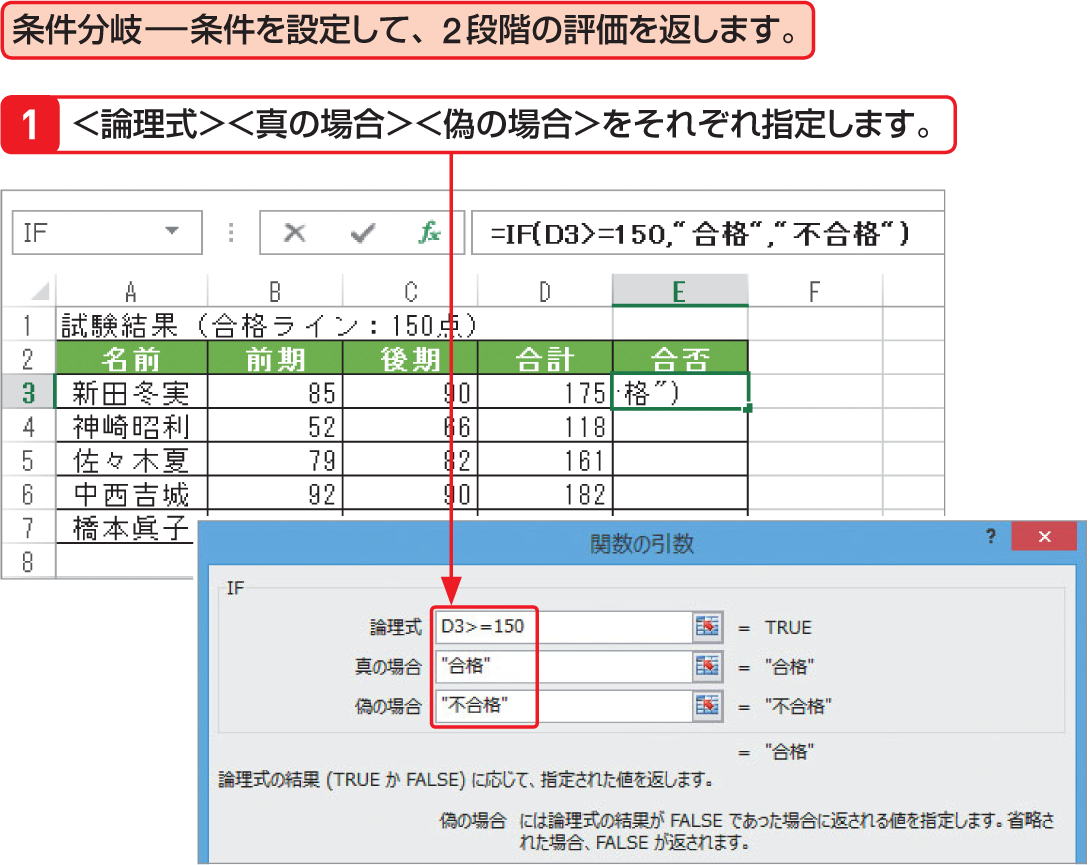 条件分岐―条件を設定して、2段階の評価を返します。
1 <論理式><真の場合><偽の場合>をそれぞれ指定します。
IF fx =IF(D3>=150,“合格“,“不合格“)
A B C D E F
1 試験結果（合格ライン：150点）
2 名前 前期 後期 合計 合否
3 新田冬実 85 90 175 格")
4 神崎昭利 52 66 118
5 佐々木夏 79 82 161
6 中西吉城 92 90 182
7 橋本眞子
8
関数の引数 ? ×
IF
論理式 D3>=150 = TRUE
真の場合 "合格" = "合格"
偽の場合 "不合格" = "不合格"
= "合格"
論理式の結果 (TRUE か FALSE) に応じて、指定された値を返します。
偽の場合 には論理式の結果が FALSE であった場合に返される値を指定します。省略さ
れた場合、FALSE が返されます。